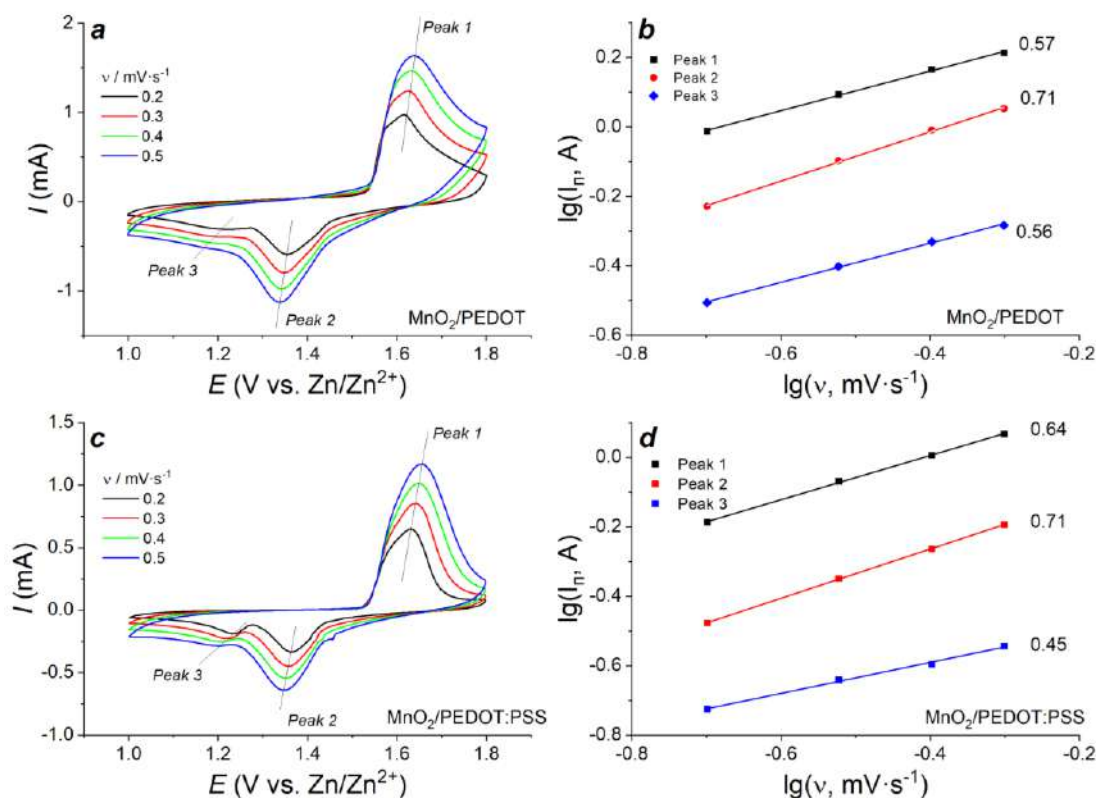 a
Peak 1
ν / mV·s⁻¹
0.2
0.3
0.4
0.5
Peak 3
Peak 2
MnO₂/PEDOT
2
1
0
-1
I (mA)
1.0 1.2 1.4 1.6 1.8
E (V vs. Zn/Zn²⁺)
b
Peak 1
Peak 2
Peak 3
0.57
0.71
0.56
MnO₂/PEDOT
0.2
0.0
-0.2
-0.4
-0.6
lg(Iₙ, A)
-0.8 -0.6 -0.4 -0.2
lg(ν, mV·s⁻¹)
c
Peak 1
ν / mV·s⁻¹
0.2
0.3
0.4
0.5
Peak 3
Peak 2
MnO₂/PEDOT:PSS
1.5
1.0
0.5
0.0
-0.5
-1.0
I (mA)
1.0 1.2 1.4 1.6 1.8
E (V vs. Zn/Zn²⁺)
d
Peak 1
Peak 2
Peak 3
0.64
0.71
0.45
MnO₂/PEDOT:PSS
0.0
-0.2
-0.4
-0.6
-0.8
lg(Iₙ, A)
-0.8 -0.6 -0.4 -0.2
lg(ν, mV·s⁻¹)